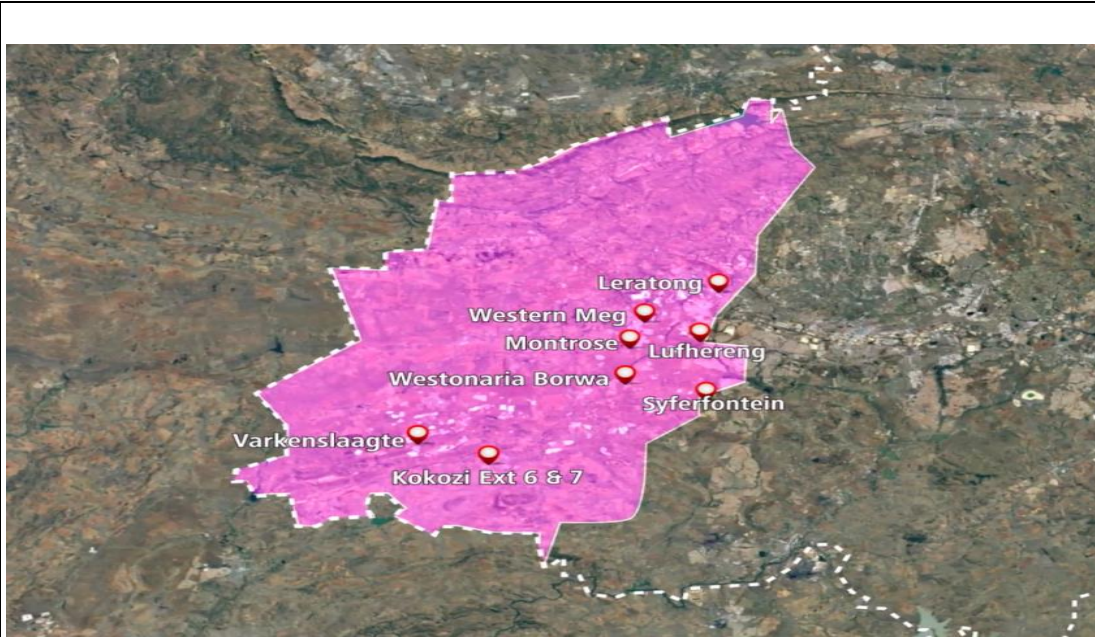 Leratong
Western Meg
Montrose
Lufhereng
Westonaria Borwa
Syferfontein
Varkenslaagte
Kokozi Ext 6 & 7